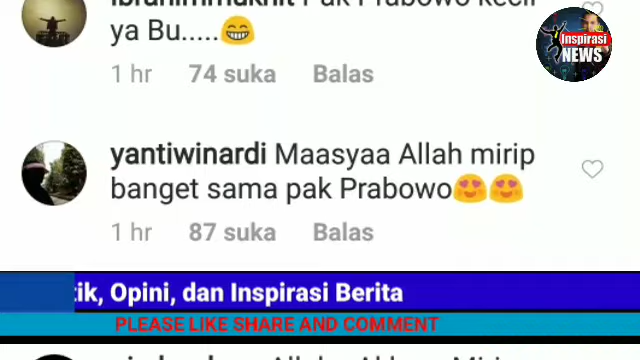 Pak Prabowo kecil
ya Bu.....😁
1 hr 74 suka Balas
Inspirasi
NEWS
yantiwinardi Maasyaa Allah mirip
banget sama pak Prabowo😍😍
1 hr 87 suka Balas
tik, Opini, dan Inspirasi Berita
PLEASE LIKE SHARE AND COMMENT